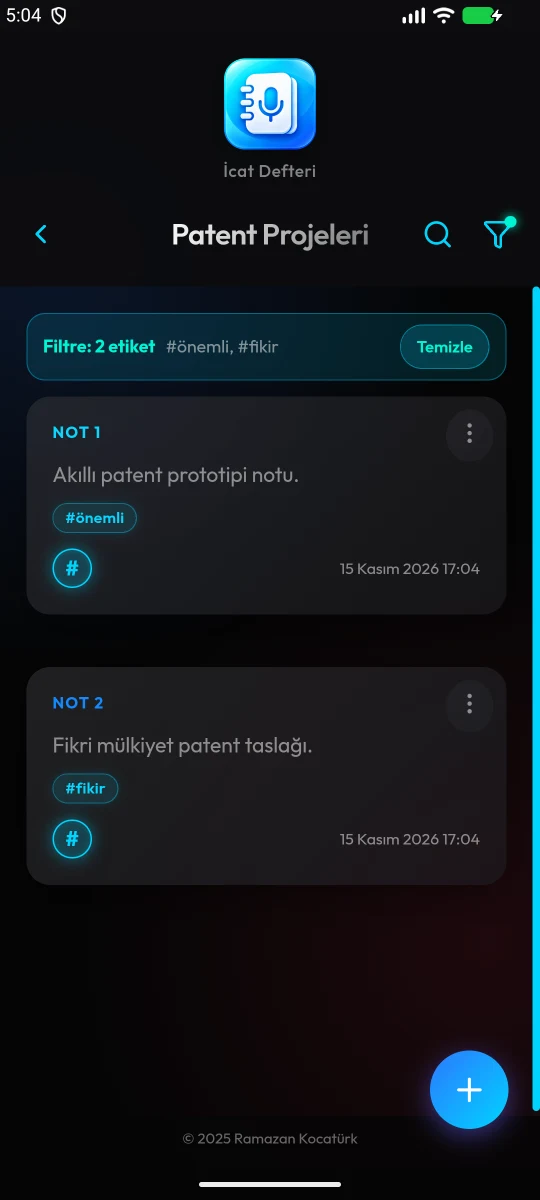 5:04
İcat Defteri
Patent Projeleri
Filtre: 2 etiket #önemli, #fikir Temizle
NOT 1
Akıllı patent prototipi notu.
#önemli
# 15 Kasım 2026 17:04
NOT 2
Fikri mülkiyet patent taslağı.
#fikir
# 15 Kasım 2026 17:04
© 2025 Ramazan Kocatürk